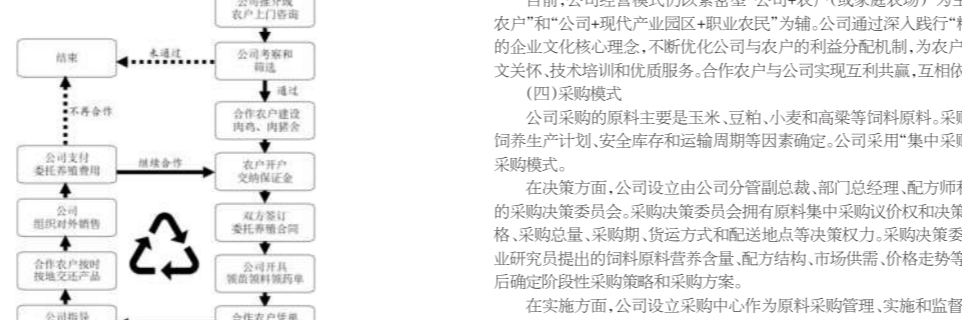 公司推介或
农户上门咨询
公司考察和
筛选
未通过
结束
通过
合作农户建设
肉鸡、肉猪舍
不再合作
公司支付
委托养殖费用
继续合作
农户开户
交纳保证金
公司
组织对外销售
双方签订
委托养殖合同
合作农户按时
按地交还产品
公司开具
领苗领料领药单
公司指导
合作农户凭单
目前,公司经营模式仍以紧密型“公司+农户(或家庭农场)”为主
农户”和“公司+现代产业园区+职业农民”为辅。公司通过深入践行“精
的企业文化核心理念,不断优化公司与农户的利益分配机制,为农户
文关怀、技术培训和优质服务。合作农户与公司实现互利共赢,互相依
(四)采购模式
公司采购的原料主要是玉米、豆粕、小麦和高粱等饲料原料。采购
饲养生产计划、安全库存和运输周期等因素确定。公司采用“集中采购
采购模式。
在决策方面,公司设立由公司分管副总裁、部门总经理、配方师和
的采购决策委员会。采购决策委员会拥有原料集中采购议价权和决策
格、采购总量、采购期、货运方式和配送地点等决策权力。采购决策委
业研究员提出的饲料原料营养含量、配方结构、市场供需、价格走势等
后确定阶段性采购策略和采购方案。
在实施方面,公司设立采购中心作为原料采购管理、实施和监督